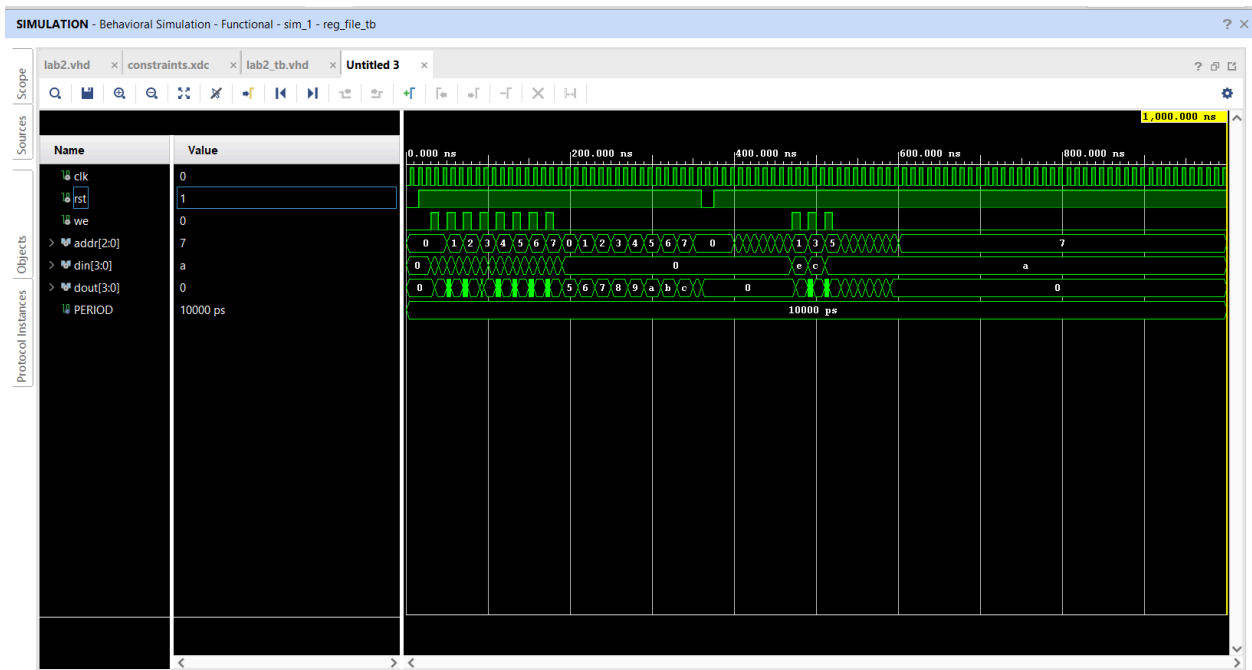 SIMULATION - Behavioral Simulation - Functional - sim_1 - reg_file_tb ? ×
Scope
Sources
Objects
Protocol Instances
lab2.vhd × constraints.xdc × lab2_tb.vhd × Untitled 3 × ?
1,000.000 ns
Name Value 0.000 ns 200.000 ns 400.000 ns 600.000 ns 800.000 ns
clk 0
rst 1
we 0
addr[2:0] 7 0 1 2 3 4 5 6 7 0 1 2 3 4 5 6 7 0 1 3 5 7
din[3:0] a 0 0 e c a
dout[3:0] 0 0 5 6 7 8 9 a b c 0 0
PERIOD 10000 ps 10000 ps